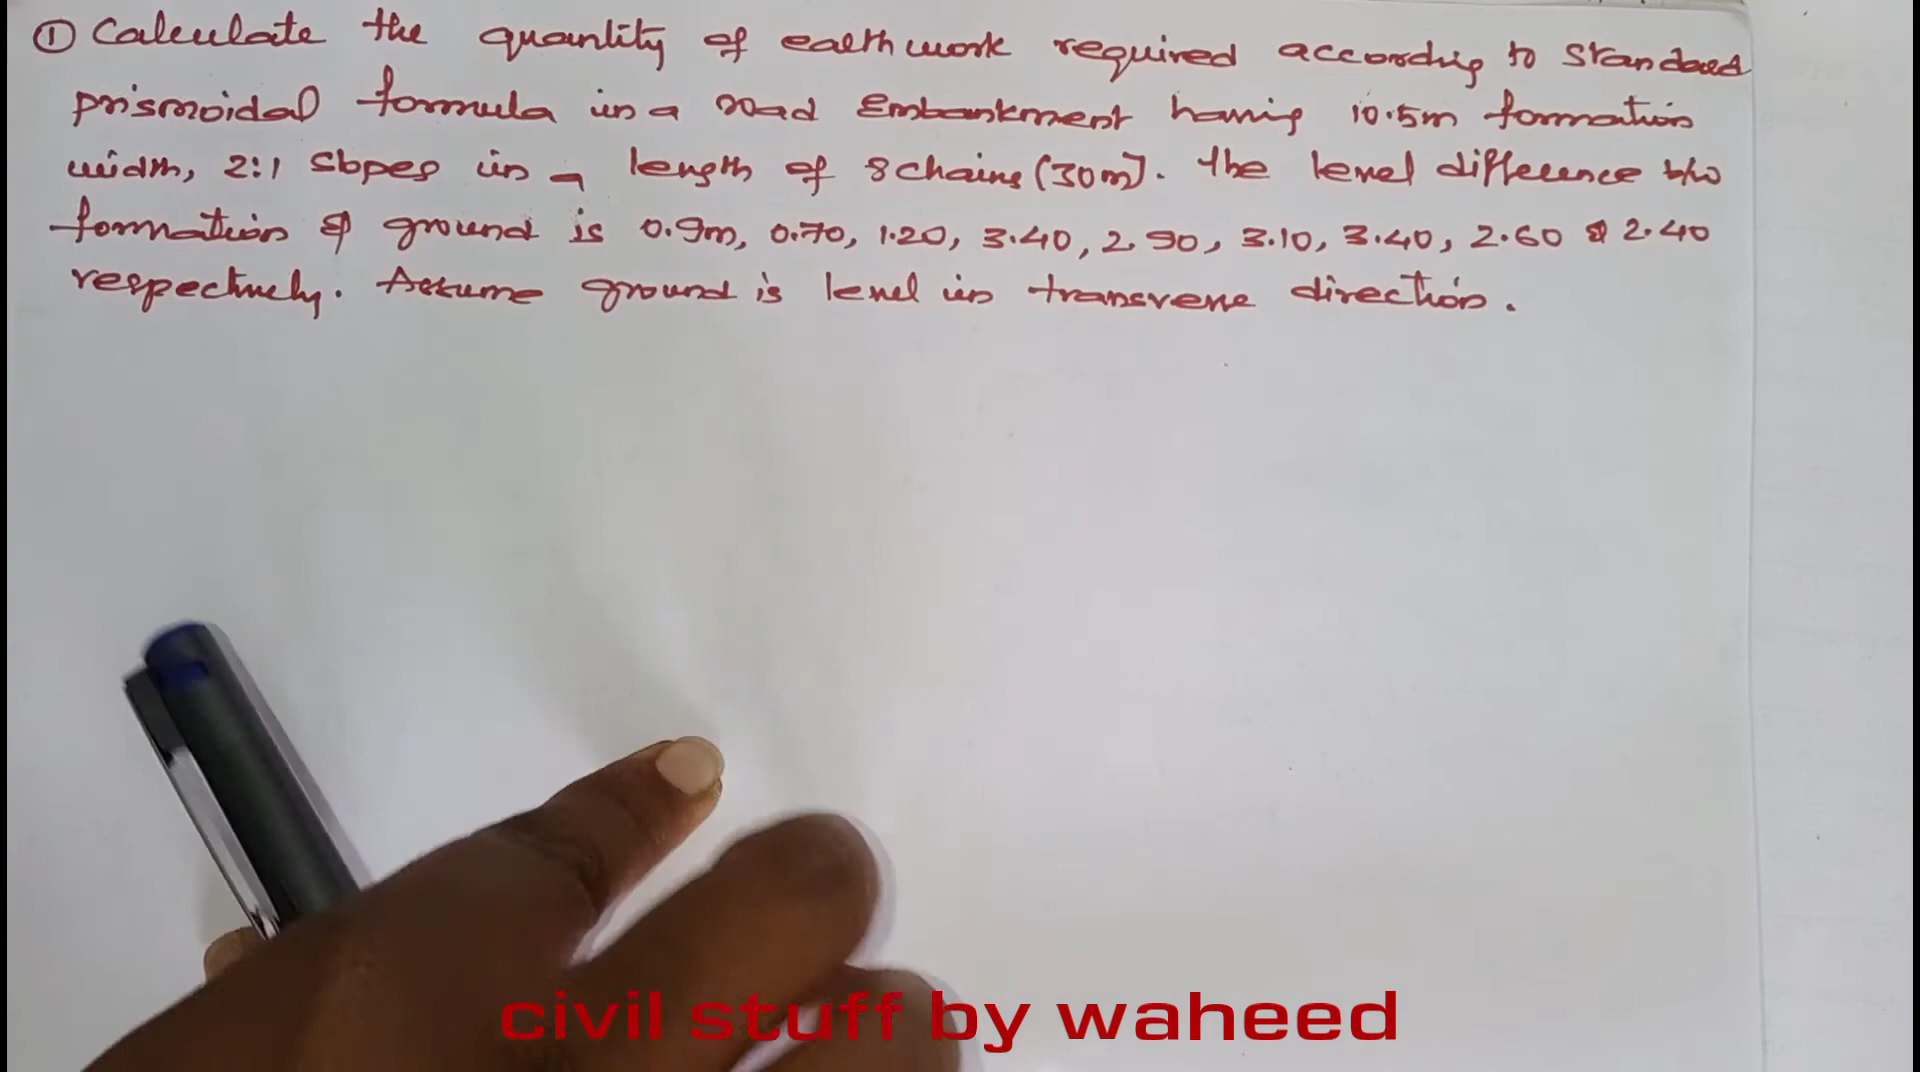 ① Calculate the quantity of earthwork required according to Standard
prismoidal formula in a road Embankment having 10.5m formation
width, 2:1 slopes in a length of 8 chains (30m). The level difference b/w
formation & ground is 0.9m, 0.70, 1.20, 3.40, 2.90, 3.10, 3.40, 2.60 & 2.40
respectively. Assume ground is level in transverse direction.
civil stuff by waheed